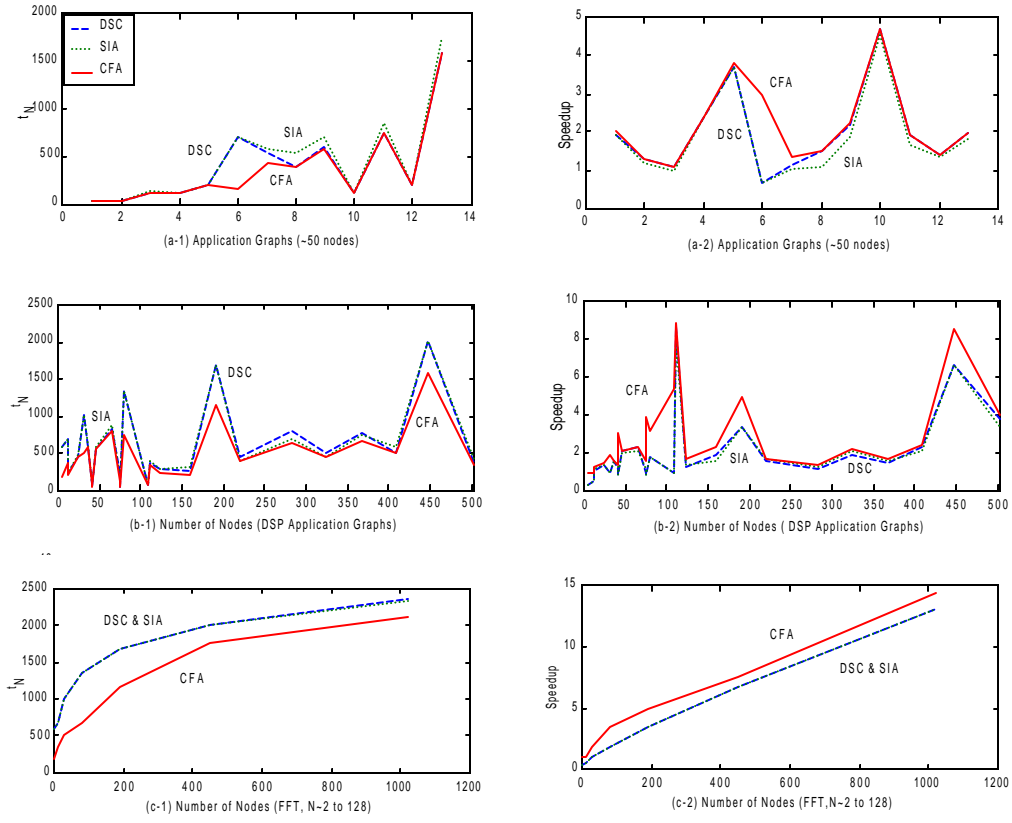 2000
1500
1000
500
0
t_N
DSC
SIA
CFA
DSC
SIA
CFA
0 2 4 6 8 10 12 14
(a-1) Application Graphs (~50 nodes)
5
4
3
2
1
0
Speedup
CFA
DSC
SIA
0 2 4 6 8 10 12 14
(a-2) Application Graphs (~50 nodes)
2500
2000
1500
1000
500
0
t_N
SIA
DSC
CFA
0 50 100 150 200 250 300 350 400 450 500
(b-1) Number of Nodes (DSP Application Graphs)
10
8
6
4
2
0
Speedup
CFA
SIA
DSC
0 50 100 150 200 250 300 350 400 450 500
(b-2) Number of Nodes ( DSP Application Graphs)
2500
2000
1500
1000
500
0
t_N
DSC & SIA
CFA
0 200 400 600 800 1000 1200
(c-1) Number of Nodes (FFT, N~2 to 128)
15
10
5
0
Speedup
CFA
DSC & SIA
0 200 400 600 800 1000 1200
(c-2) Number of Nodes (FFT,N~2 to 128)